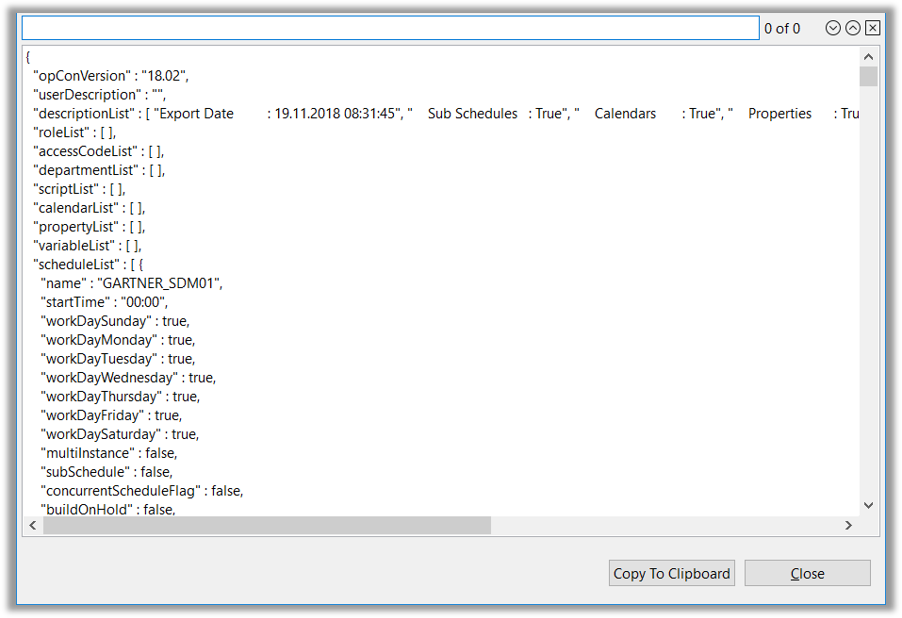 0 of 0
{
"opConVersion" : "18.02",
"userDescription" : "",
"descriptionList" : [ "Export Date : 19.11.2018 08:31:45", " Sub Schedules : True", " Calendars : True", " Properties : Tru
"roleList" : [ ],
"accessCodeList" : [ ],
"departmentList" : [ ],
"scriptList" : [ ],
"calendarList" : [ ],
"propertyList" : [ ],
"variableList" : [ ],
"scheduleList" : [ {
"name" : "GARTNER_SDM01",
"startTime" : "00:00",
"workDaySunday" : true,
"workDayMonday" : true,
"workDayTuesday" : true,
"workDayWednesday" : true,
"workDayThursday" : true,
"workDayFriday" : true,
"workDaySaturday" : true,
"multiInstance" : false,
"subSchedule" : false,
"concurrentScheduleFlag" : false,
"buildOnHold" : false,
Copy To Clipboard Close